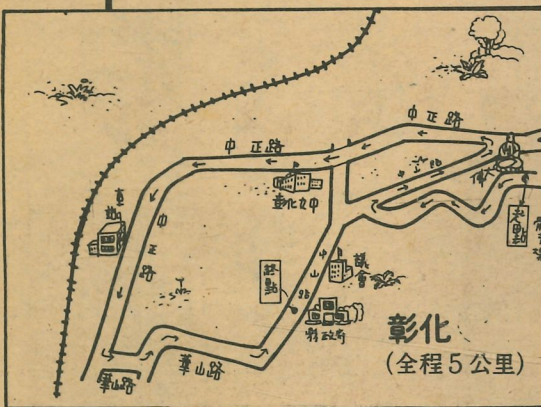 中正路
中正路
彰化女中
車站
中正路
中山路
議會
終點
縣政府
華山路
華山路
起跑點
彰化
(全程5公里)